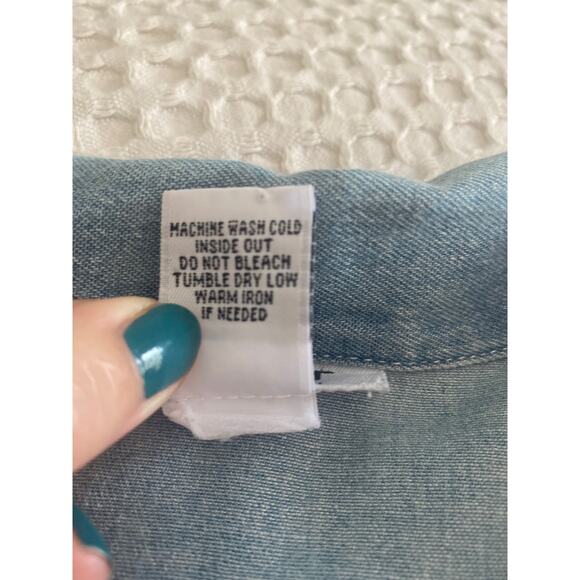 MACHINE WASH COLD
INSIDE OUT
DO NOT BLEACH
TUMBLE DRY LOW
WARM IRON
IF NEEDED